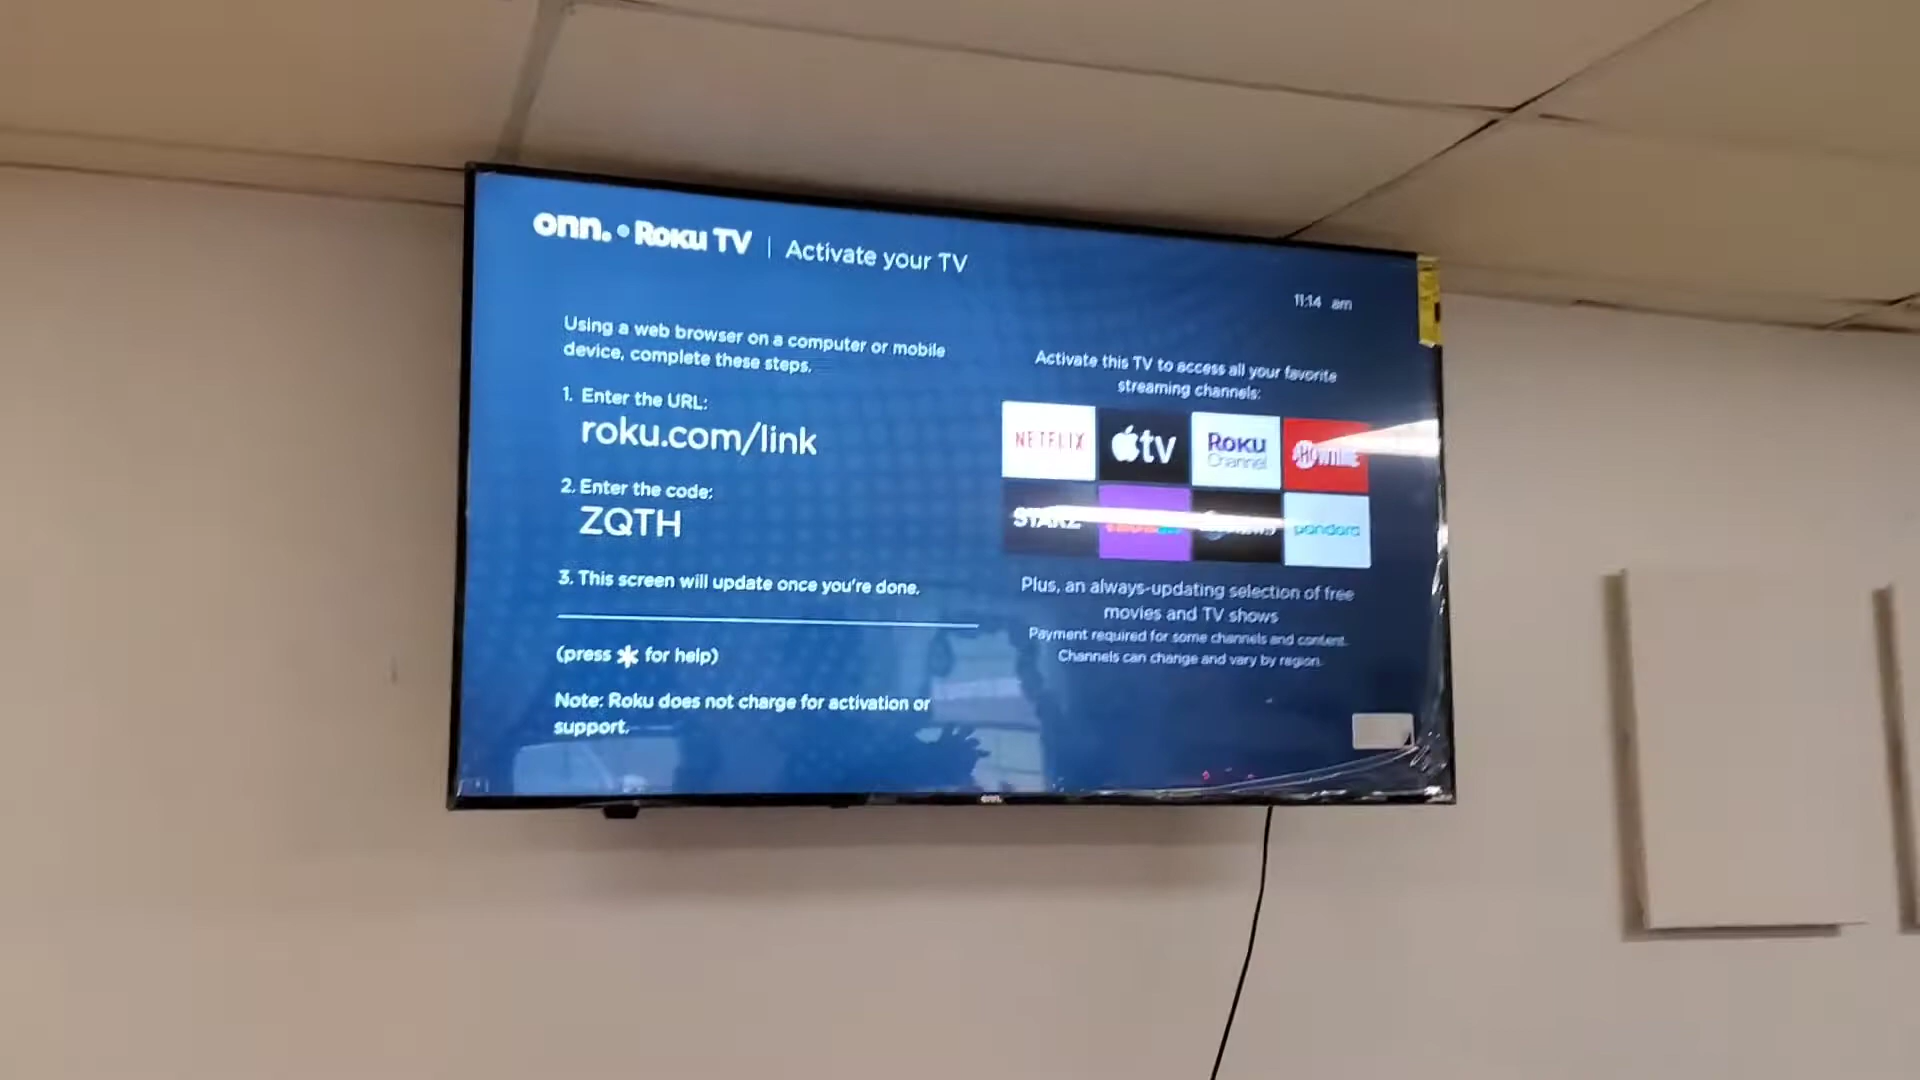 onn. • Roku TV | Activate your TV
11:14 am
Using a web browser on a computer or mobile
device, complete these steps.
1. Enter the URL:
roku.com/link
2. Enter the code:
ZQTH
3. This screen will update once you're done.
(press * for help)
Note: Roku does not charge for activation or
support.
Activate this TV to access all your favorite
streaming channels:
NETFLIX tv Roku Channel SHOWTIME
STARZ pandora
Plus, an always-updating selection of free
movies and TV shows
Payment required for some channels and content.
Channels can change and vary by region.
onn.